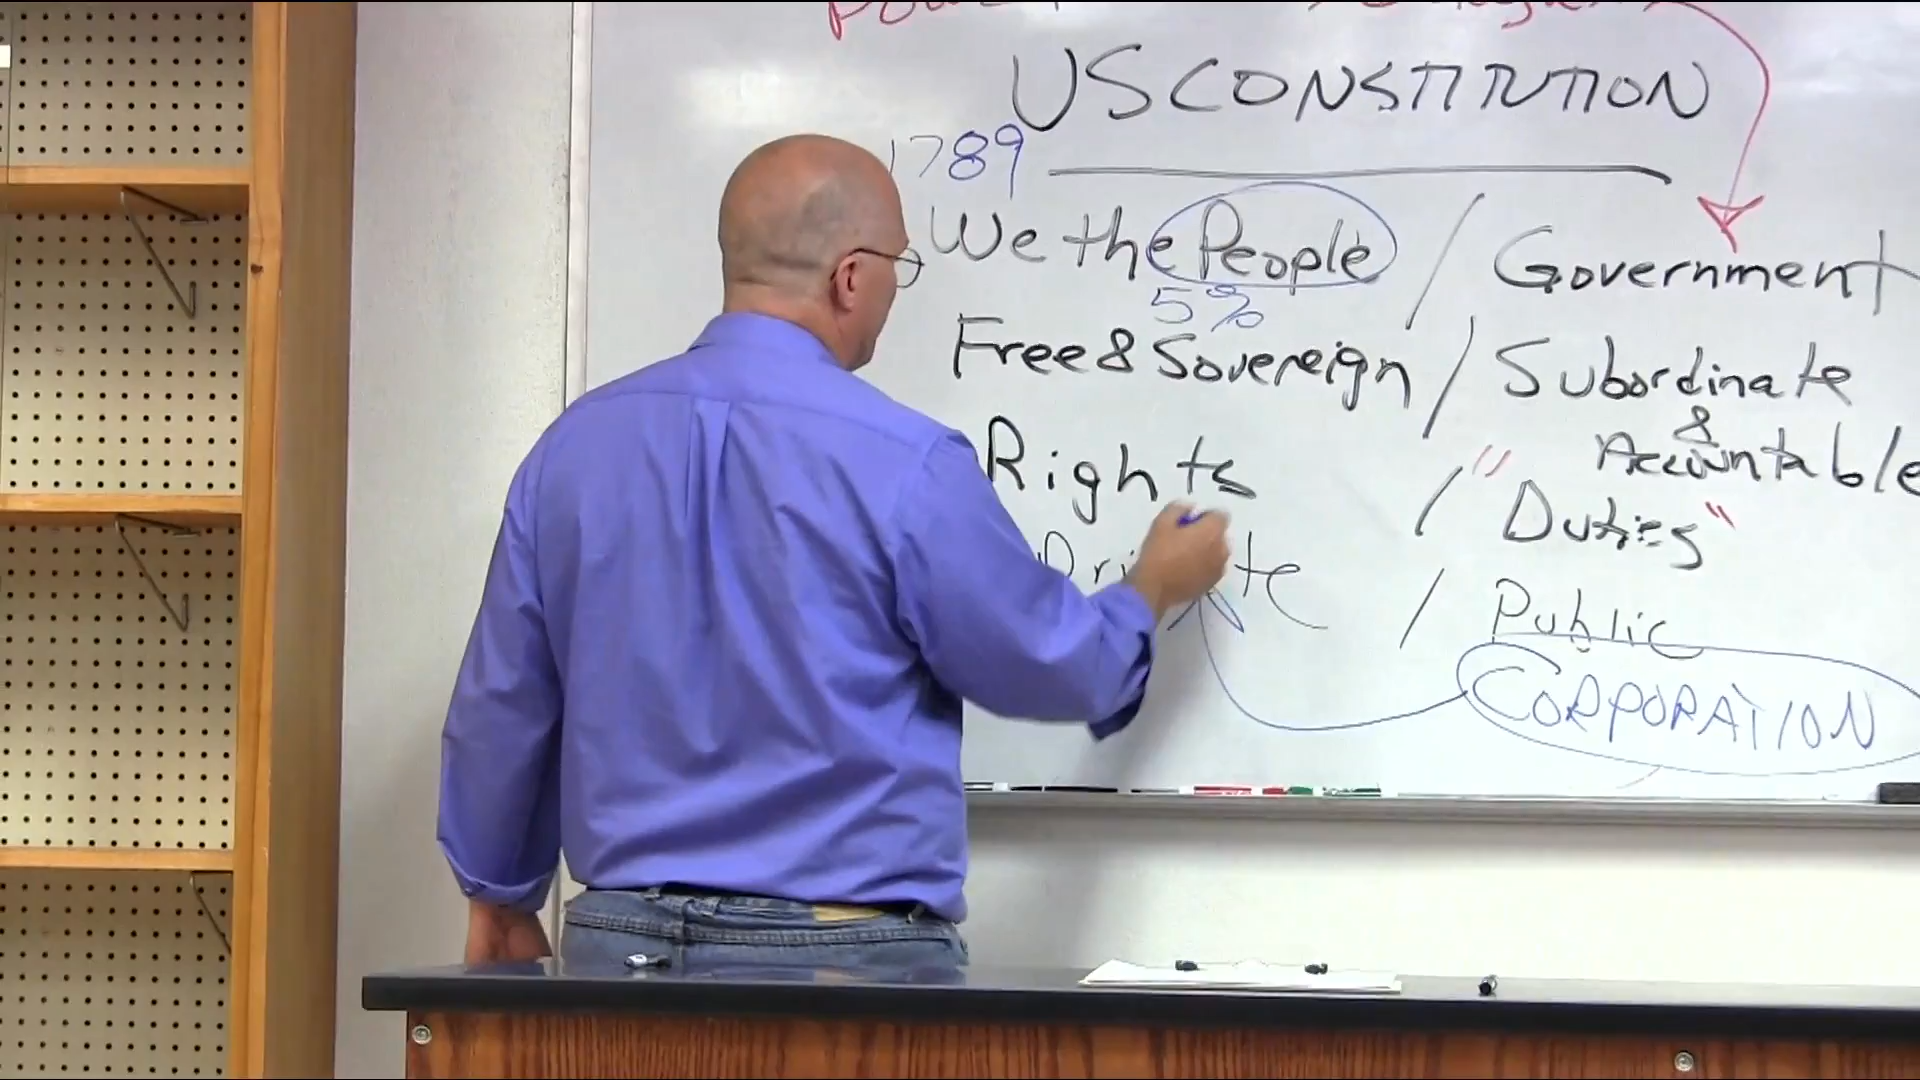 US CONSTITUTION
1789
We the People / Government
5%
Free & Sovereign / Subordinate
&
Accountable
Rights / "Duties"
/ Public
CORPORATION